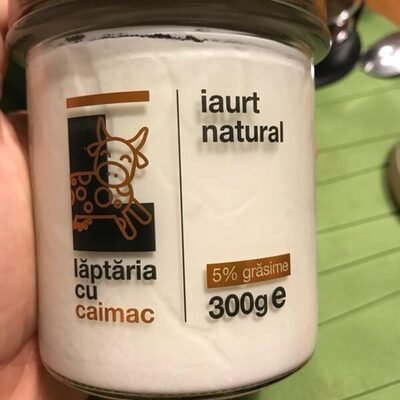 lăptăria
cu
caimac
iaurt
natural
5% grăsime
300g e